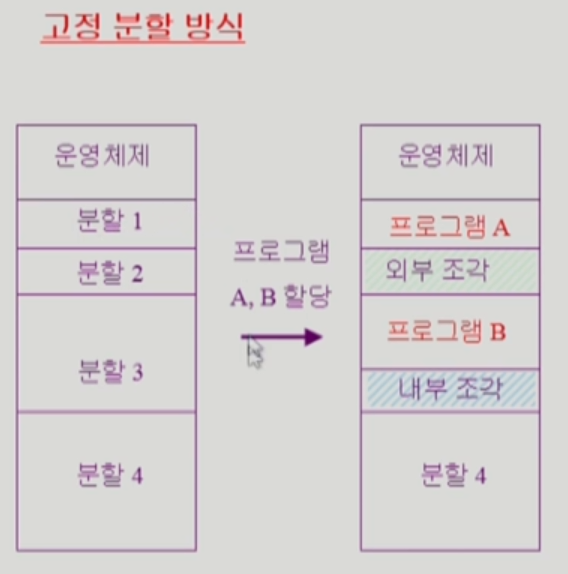 고정 분할 방식
운영체제
분할 1
분할 2
분할 3
분할 4
프로그램
A, B 할당
운영체제
프로그램 A
외부 조각
프로그램 B
내부 조각
분할 4